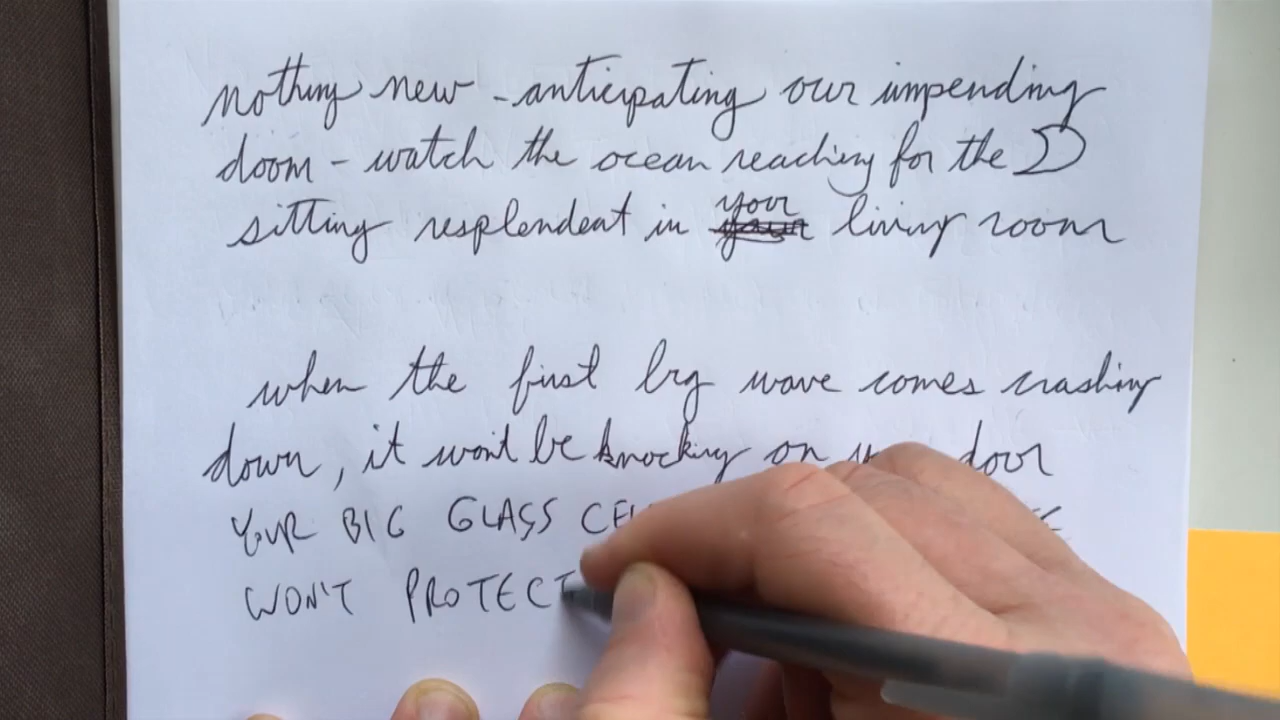 nothing new - anticipating our impending
doom - watch the ocean reaching for the
sitting resplendent in your living room
when the first big wave comes crashing
down, it won't be knocking on door
YOUR BIG GLASS
WON'T PROTECT